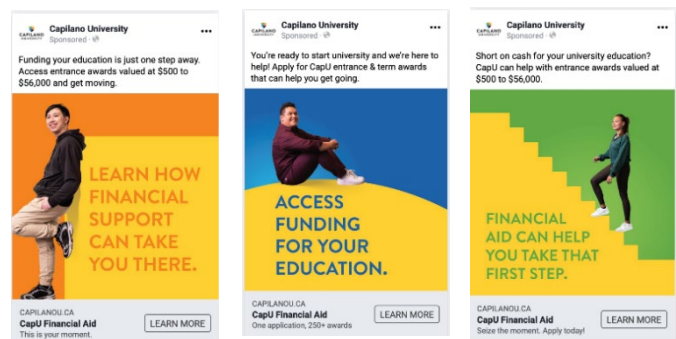 CAPILANO
UNIVERSITY
Capilano University
Sponsored ·
Funding your education is just one step away.
Access entrance awards valued at $500 to
$56,000 and get moving.
LEARN HOW
FINANCIAL
SUPPORT
CAN TAKE
YOU THERE.
CAPILANOU.CA
CapU Financial Aid
This is your moment.
LEARN MORE
CAPILANO
UNIVERSITY
Capilano University
Sponsored ·
You're ready to start university and we're here to
help! Apply for CapU entrance & term awards
that can help you get going.
ACCESS
FUNDING
FOR YOUR
EDUCATION.
CAPILANOU.CA
CapU Financial Aid
One application, 250+ awards
LEARN MORE
CAPILANO
UNIVERSITY
Capilano University
Sponsored ·
Short on cash for your university education?
CapU can help with entrance awards valued at
$500 to $56,000.
FINANCIAL
AID CAN HELP
YOU TAKE THAT
FIRST STEP.
CAPILANOU.CA
CapU Financial Aid
Seize the moment. Apply today!
LEARN MORE